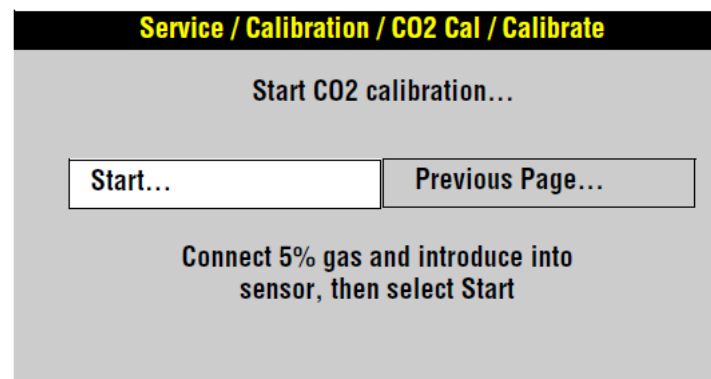 Service / Calibration / CO2 Cal / Calibrate
Start CO2 calibration...
Start...
Previous Page...
Connect 5% gas and introduce into
sensor, then select Start